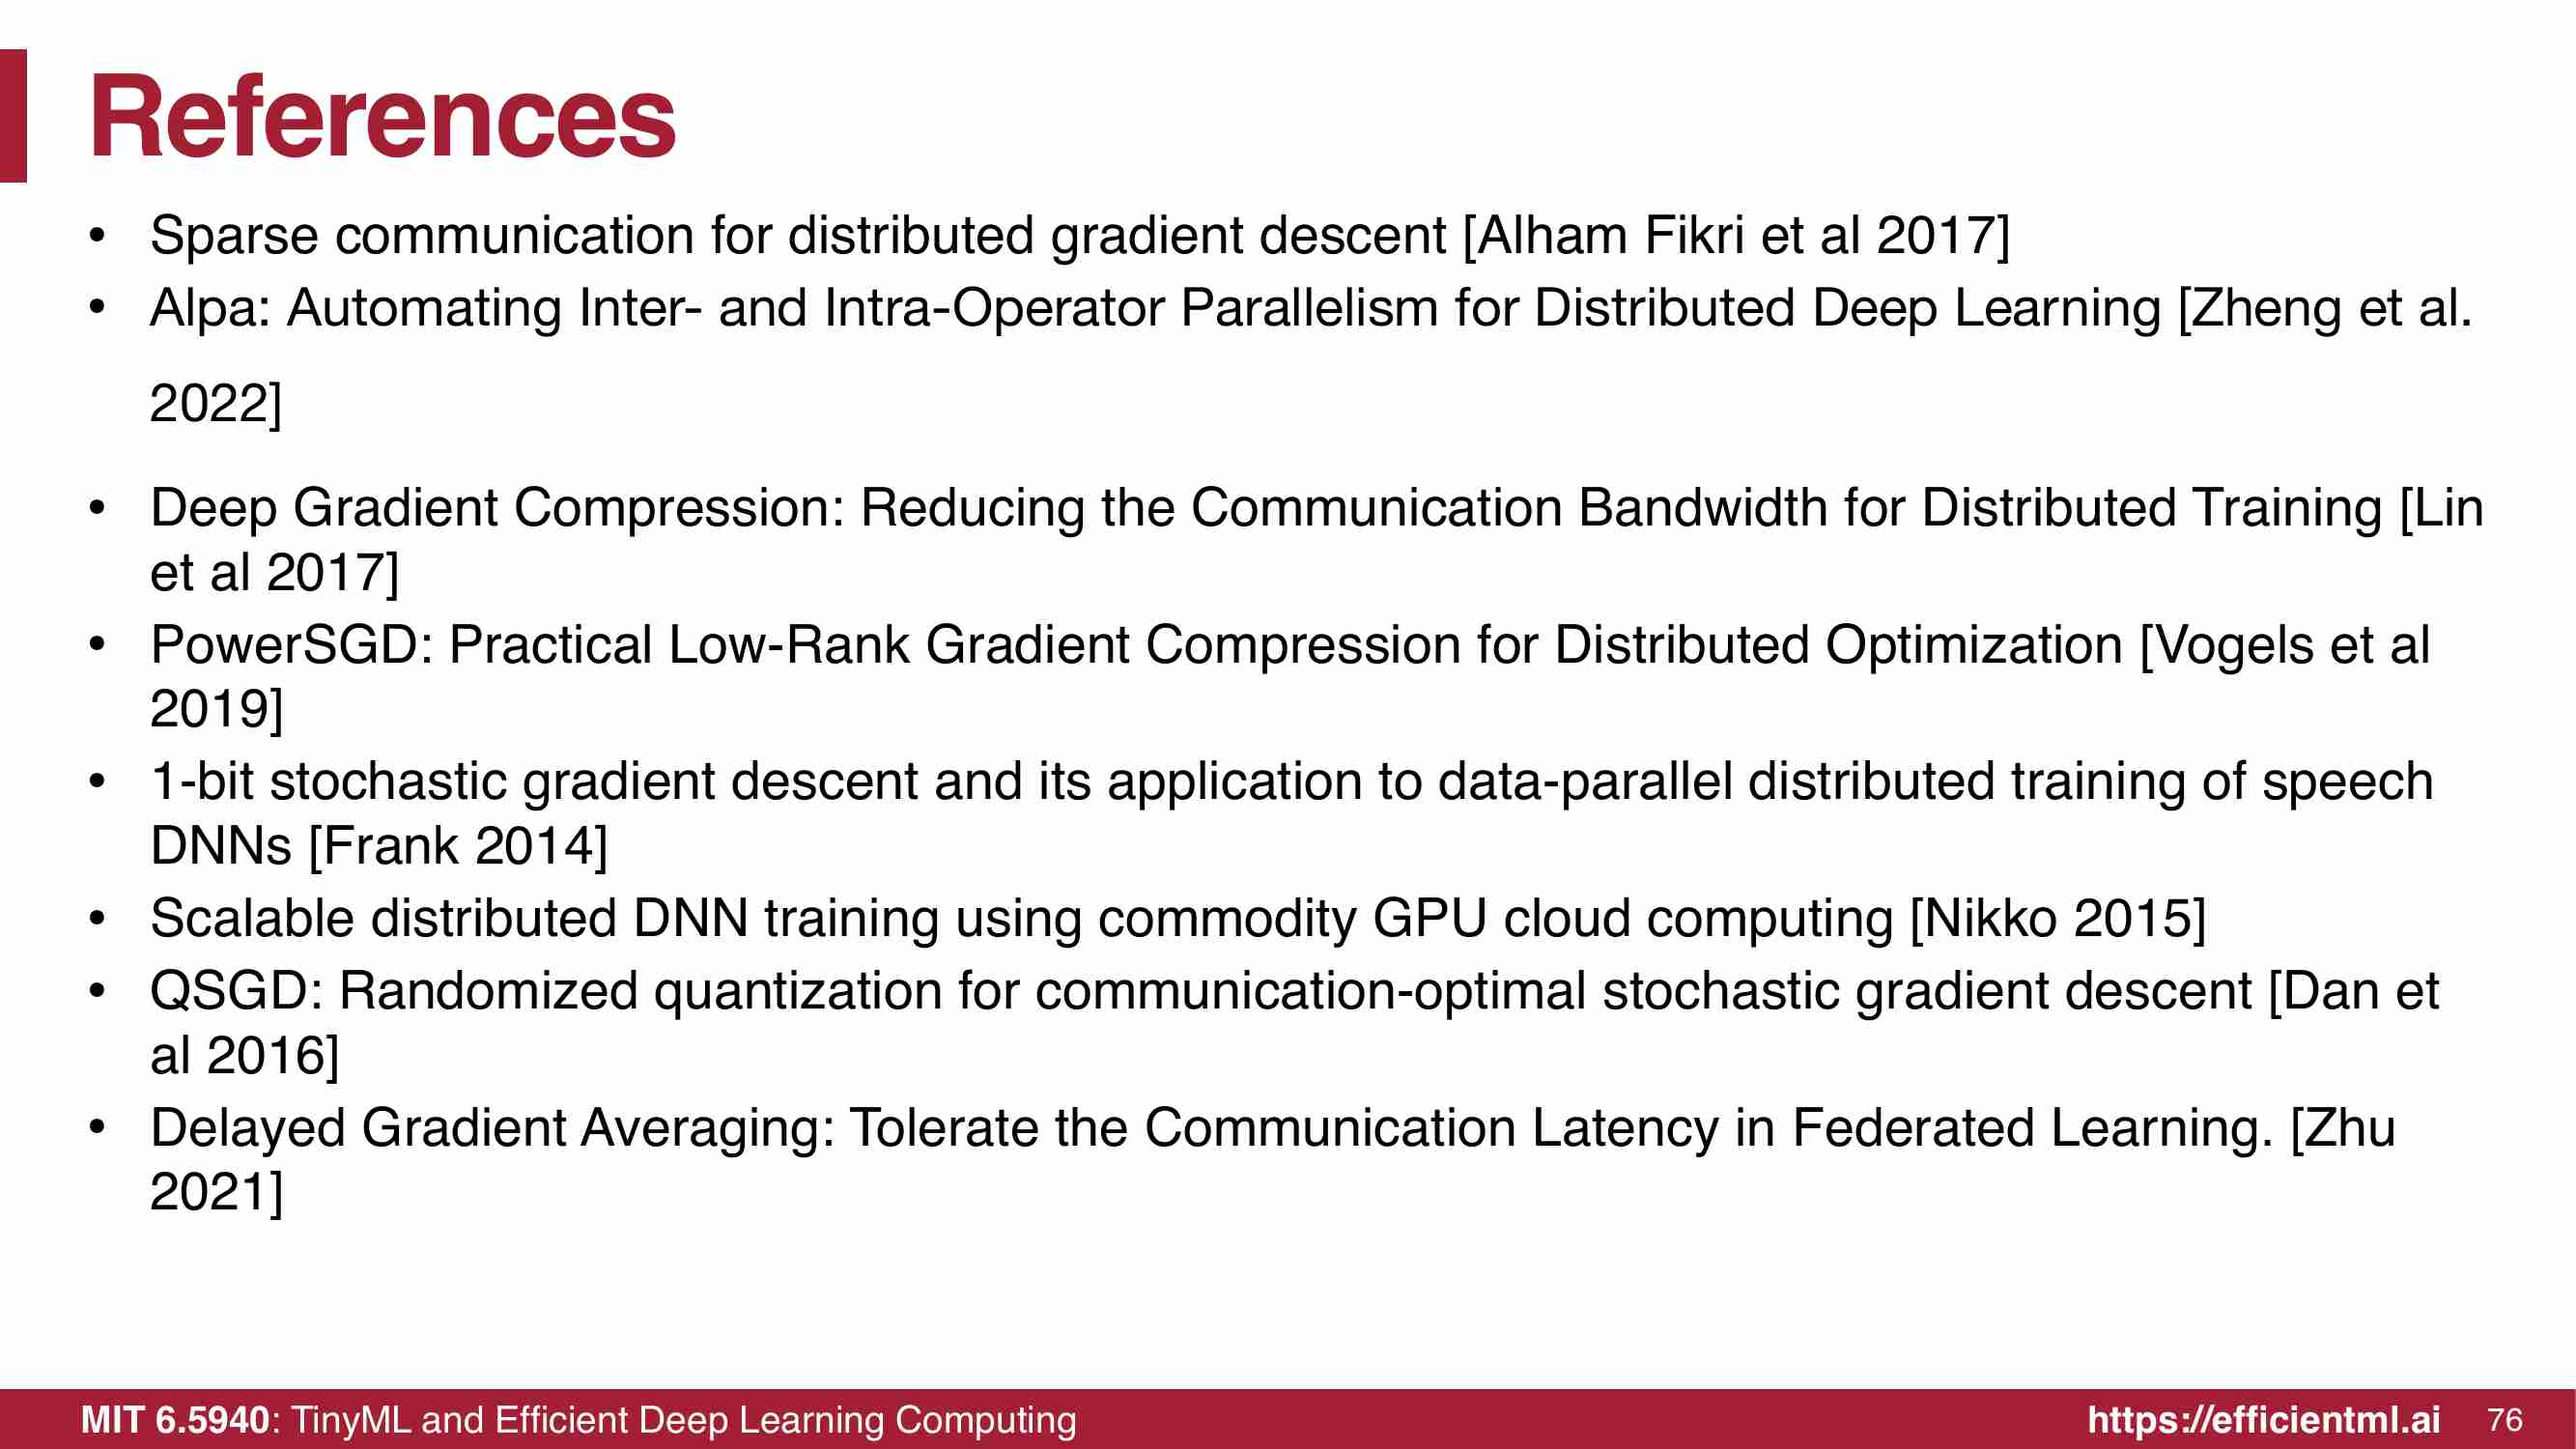 References
• Sparse communication for distributed gradient descent [Alham Fikri et al 2017]
• Alpa: Automating Inter- and Intra-Operator Parallelism for Distributed Deep Learning [Zheng et al.
2022]
• Deep Gradient Compression: Reducing the Communication Bandwidth for Distributed Training [Lin
et al 2017]
• PowerSGD: Practical Low-Rank Gradient Compression for Distributed Optimization [Vogels et al
2019]
• 1-bit stochastic gradient descent and its application to data-parallel distributed training of speech
DNNs [Frank 2014]
• Scalable distributed DNN training using commodity GPU cloud computing [Nikko 2015]
• QSGD: Randomized quantization for communication-optimal stochastic gradient descent [Dan et
al 2016]
• Delayed Gradient Averaging: Tolerate the Communication Latency in Federated Learning. [Zhu
2021]
MIT 6.5940: TinyML and Efficient Deep Learning Computing https://efficientml.ai 76